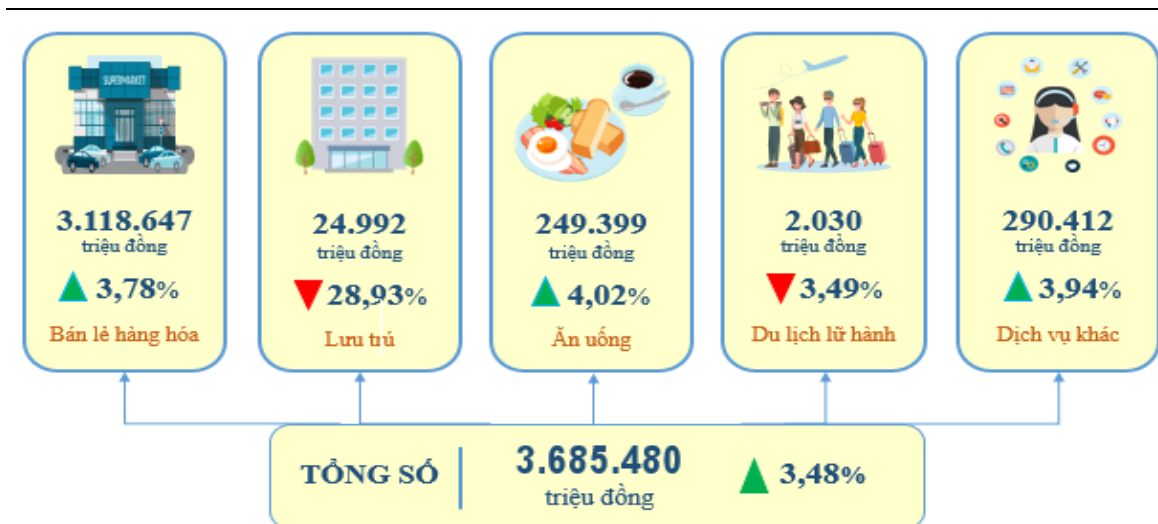 SUPERMARKET
3.118.647
triệu đồng
3,78%
Bán lẻ hàng hóa
24.992
triệu đồng
28,93%
Lưu trú
249.399
triệu đồng
4,02%
Ăn uống
2.030
triệu đồng
3,49%
Du lịch lữ hành
290.412
triệu đồng
3,94%
Dịch vụ khác
TỔNG SỐ
3.685.480
triệu đồng
3,48%